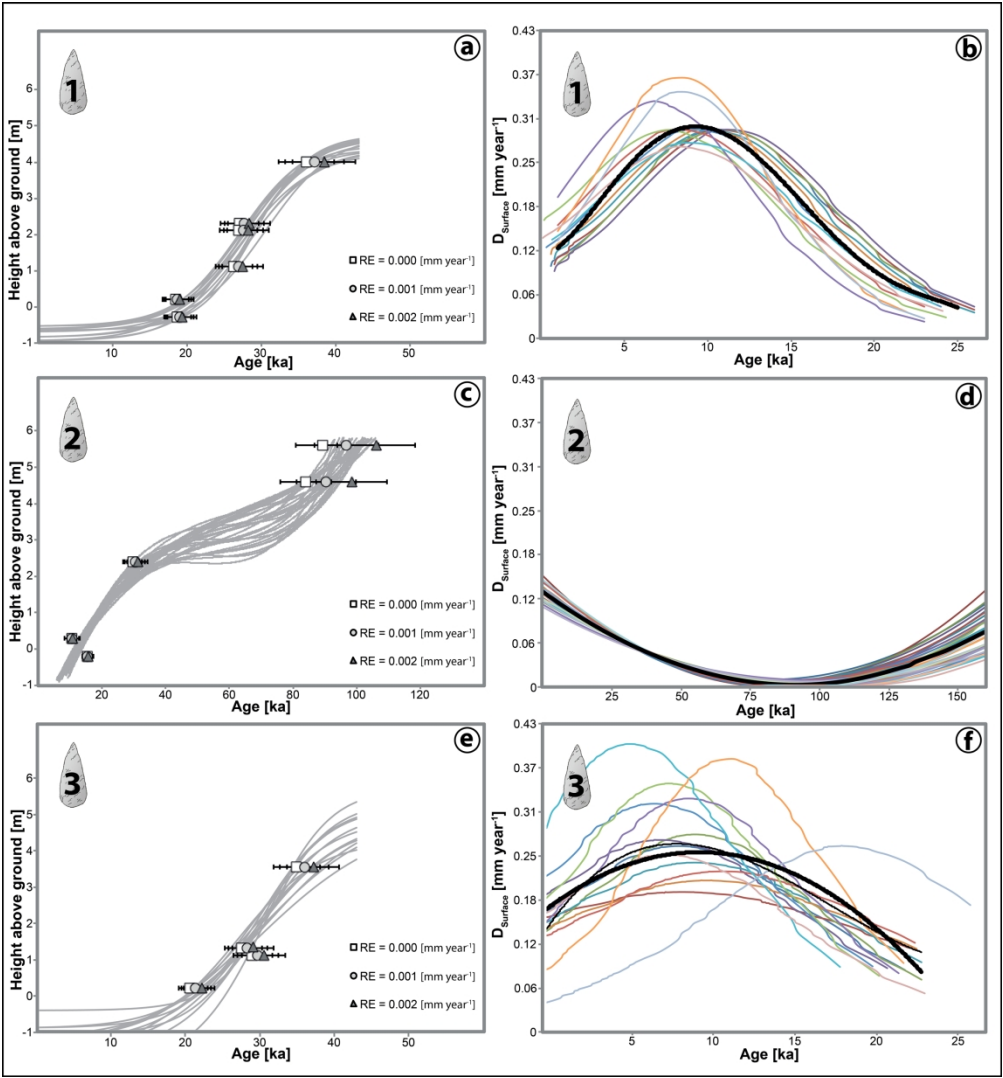 ⓐ
1
Height above ground [m]
6
5
4
3
2
1
0
-1
RE = 0.000 [mm year⁻¹]
RE = 0.001 [mm year⁻¹]
RE = 0.002 [mm year⁻¹]
10 20 30 40 50
Age [ka]
ⓑ
1
D_Surface [mm year⁻¹]
0.43
0.37
0.31
0.25
0.18
0.12
0.06
0
5 10 15 20 25
Age [ka]
ⓒ
2
Height above ground [m]
6
5
4
3
2
1
0
-1
RE = 0.000 [mm year⁻¹]
RE = 0.001 [mm year⁻¹]
RE = 0.002 [mm year⁻¹]
20 40 60 80 100 120
Age [ka]
ⓓ
2
D_Surface [mm year⁻¹]
0.43
0.37
0.31
0.25
0.18
0.12
0.06
0
25 50 75 100 125 150
Age [ka]
ⓔ
3
Height above ground [m]
6
5
4
3
2
1
0
-1
RE = 0.000 [mm year⁻¹]
RE = 0.001 [mm year⁻¹]
RE = 0.002 [mm year⁻¹]
10 20 30 40 50
Age [ka]
ⓕ
3
D_Surface [mm year⁻¹]
0.43
0.37
0.31
0.25
0.18
0.12
0.06
0
5 10 15 20 25
Age [ka]